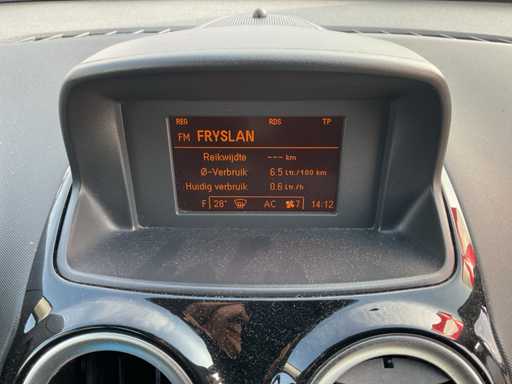 REG RDS TP
FM FRYSLAN
Reikwijdte --- km
Ø-Verbruik 6.5 Ltr./100 km
Huidig verbruik 0.6 Ltr./h
F 28° AC 7 14:12